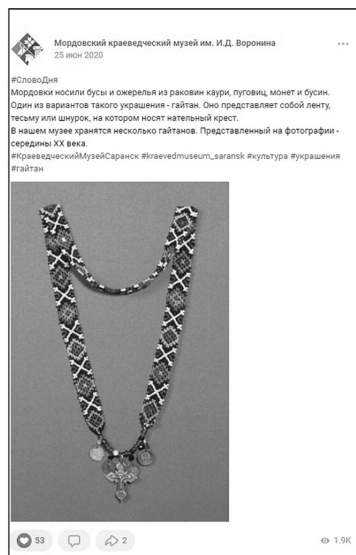 Мордовский краеведческий музей им. И.Д. Воронина
25 июн 2020
#СловоДня
Мордовки носили бусы и ожерелья из раковин каури, пуговиц, монет и бусин.
Один из вариантов такого украшения - гайтан. Оно представляет собой ленту,
тесьму или шнурок, на котором носят нательный крест.
В нашем музее хранятся несколько гайтанов. Представленный на фотографии -
середины XX века.
#КраеведческийМузейСаранск #kraevedmuseum_saransk #культура #украшения
#гайтан
53
2
1.9K